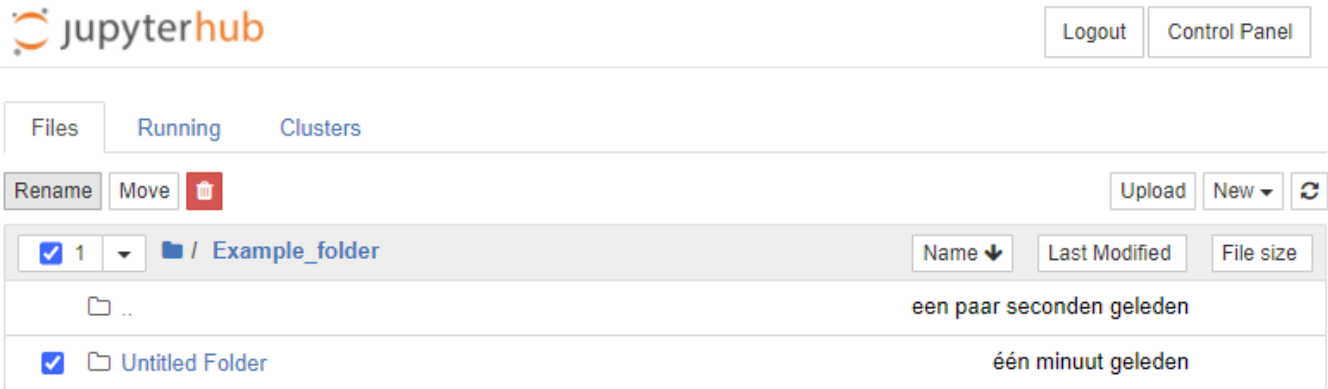 jupyterhub Logout Control Panel
Files Running Clusters
Rename Move Upload New
1 / Example_folder Name Last Modified File size
.. een paar seconden geleden
Untitled Folder één minuut geleden